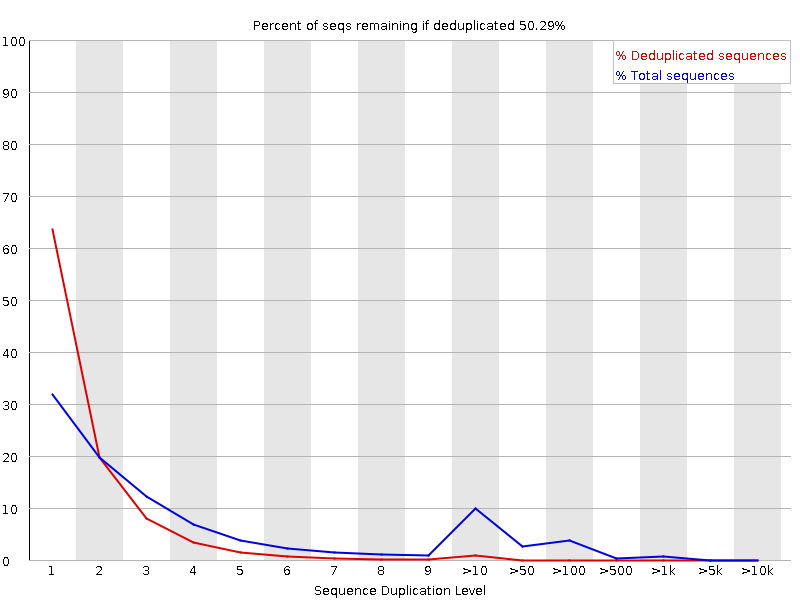 Percent of seqs remaining if deduplicated 50.29%
% Deduplicated sequences
% Total sequences
100
90
80
70
60
50
40
30
20
10
0
1 2 3 4 5 6 7 8 9 >10 >50 >100 >500 >1k >5k >10k
Sequence Duplication Level